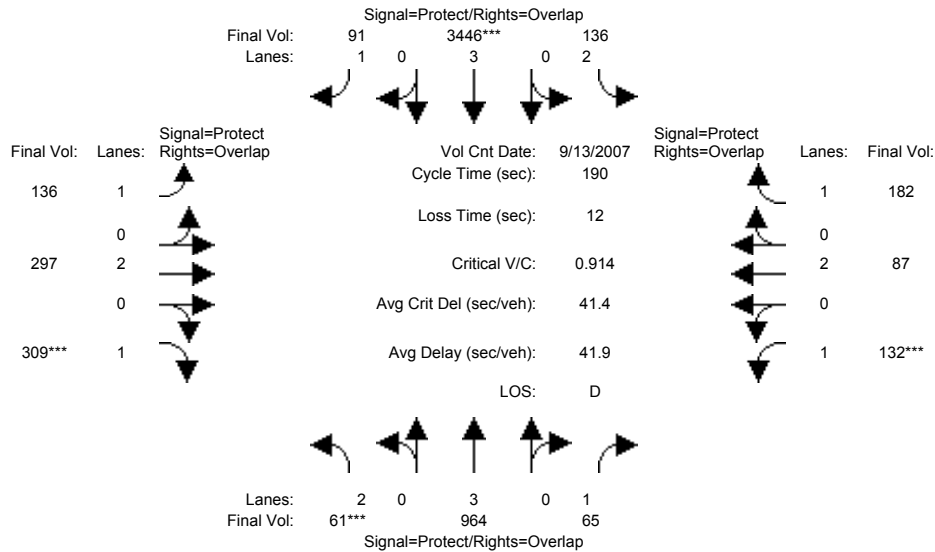 Signal=Protect/Rights=Overlap
Final Vol: 91 3446*** 136
Lanes: 1 0 3 0 2
Signal=Protect
Final Vol: Lanes: Rights=Overlap
Vol Cnt Date: 9/13/2007
Signal=Protect
Rights=Overlap Lanes: Final Vol:
Cycle Time (sec): 190
136 1
1 182
Loss Time (sec): 12
0
0
297 2
Critical V/C: 0.914
2 87
0
Avg Crit Del (sec/veh): 41.4
0
309*** 1
Avg Delay (sec/veh): 41.9
1 132***
LOS: D
Lanes: 2 0 3 0 1
Final Vol: 61*** 964 65
Signal=Protect/Rights=Overlap